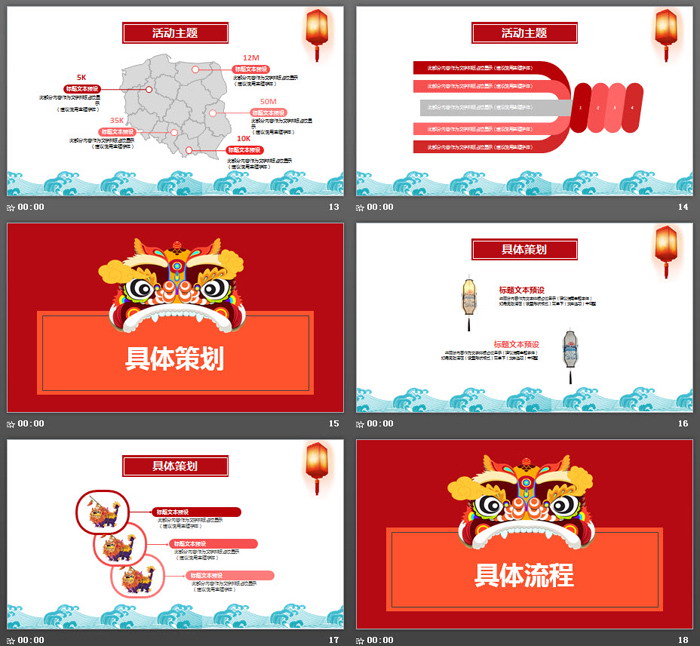 活动主题
12M
标题文本预设
此部分内容作为文字排版占位显示
（建议使用主题字体）
5K
标题文本预设
此部分内容作为文字排版占位显示
（建议使用主题字体）
50M
标题文本预设
此部分内容作为文字排版占位显示
（建议使用主题字体）
35K
标题文本预设
此部分内容作为文字排版占位显示
（建议使用主题字体）
10K
标题文本预设
此部分内容作为文字排版占位显示
（建议使用主题字体）
00:00
13
活动主题
此部分内容作为文字排版占位显示（建议使用主题字体）
此部分内容作为文字排版占位显示（建议使用主题字体）
此部分内容作为文字排版占位显示（建议使用主题字体）
此部分内容作为文字排版占位显示（建议使用主题字体）
此部分内容作为文字排版占位显示（建议使用主题字体）
1 2 3 4
00:00
14
具体策划
00:00
15
具体策划
标题文本预设
标题文本预设
00:00
16
具体策划
标题文本预设
此部分内容作为文字排版占位显示
（建议使用主题字体）
标题文本预设
此部分内容作为文字排版占位显示
（建议使用主题字体）
标题文本预设
此部分内容作为文字排版占位显示
（建议使用主题字体）
00:00
17
具体流程
00:00
18